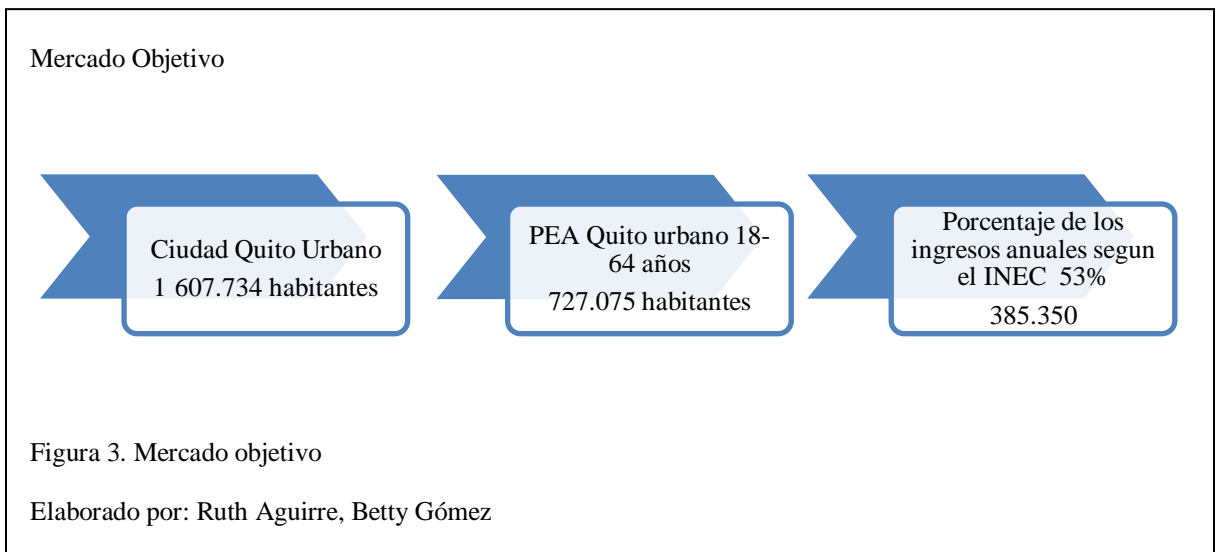 Mercado Objetivo
Ciudad Quito Urbano
1 607.734 habitantes
PEA Quito urbano 18-
64 años
727.075 habitantes
Porcentaje de los
ingresos anuales segun
el INEC 53%
385.350
Figura 3. Mercado objetivo
Elaborado por: Ruth Aguirre, Betty Gómez